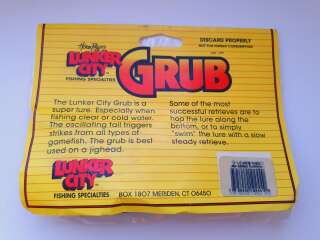 LUNKER
CITY
FISHING SPECIALTIES
GRUB
DISCARD PROPERLY
NOT FOR HUMAN CONSUMPTION
The Lunker City Grub is a
super lure. Especially when
fishing clear or cold water.
The oscillating tail triggers
strikes from all types of
gamefish. The grub is best
used on a jighead.
Some of the most
successful retrieves are to
hop the lure along the
bottom, or to simply
"swim" the lure with a slow
steady retrieve.
LUNKER
CITY
FISHING SPECIALTIES
BOX 1807 MERIDEN, CT 06450